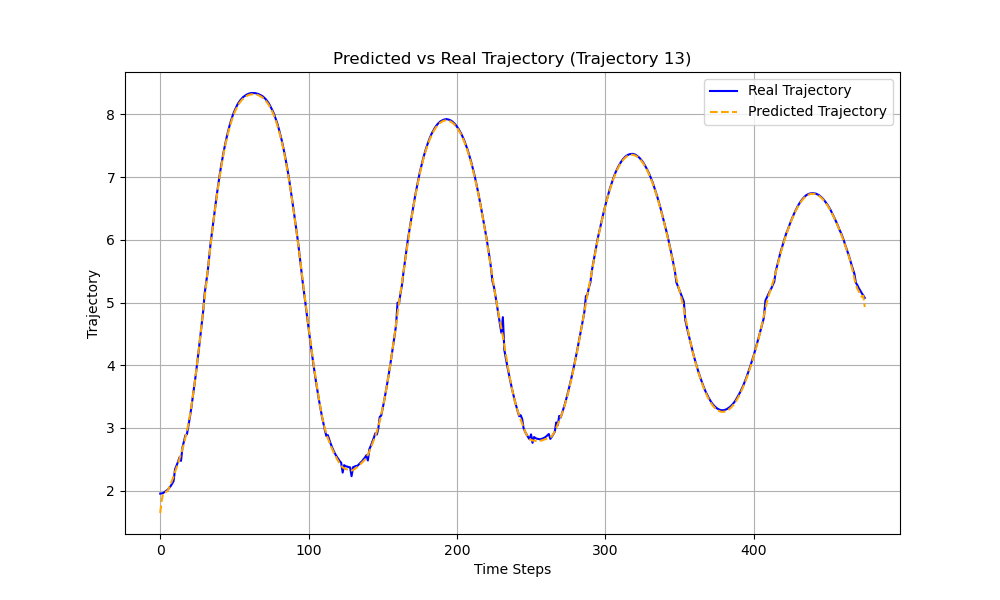 Predicted vs Real Trajectory (Trajectory 13)
Real Trajectory
Predicted Trajectory
8
7
6
5
4
3
2
Trajectory
0 100 200 300 400
Time Steps